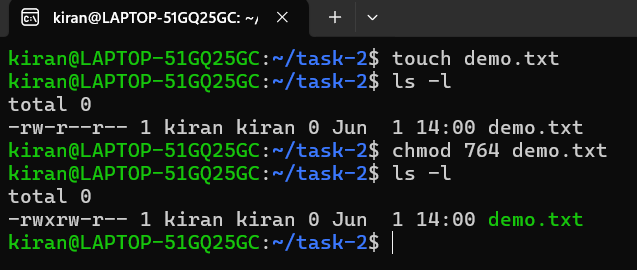 kiran@LAPTOP-51GQ25GC: ~/
kiran@LAPTOP-51GQ25GC:~/task-2$ touch demo.txt
kiran@LAPTOP-51GQ25GC:~/task-2$ ls -l
total 0
-rw-r--r-- 1 kiran kiran 0 Jun  1 14:00 demo.txt
kiran@LAPTOP-51GQ25GC:~/task-2$ chmod 764 demo.txt
kiran@LAPTOP-51GQ25GC:~/task-2$ ls -l
total 0
-rwxrw-r-- 1 kiran kiran 0 Jun  1 14:00 demo.txt
kiran@LAPTOP-51GQ25GC:~/task-2$